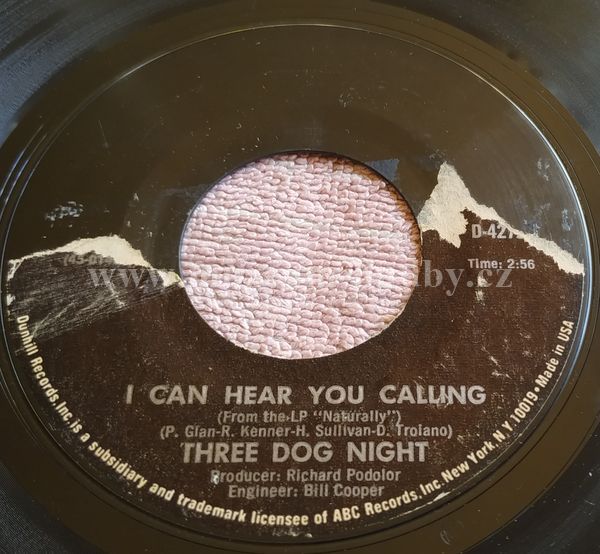 D-427
Time: 2:56
I CAN HEAR YOU CALLING
(From the LP "Naturally")
(P. Glan-R. Kenner-H. Sullivan-D. Troiano)
THREE DOG NIGHT
Producer: Richard Podolor
Engineer: Bill Cooper
Dunhill Records Inc. is a subsidiary and trademark licensee of ABC Records Inc. New York, N.Y. 10019 • Made in USA